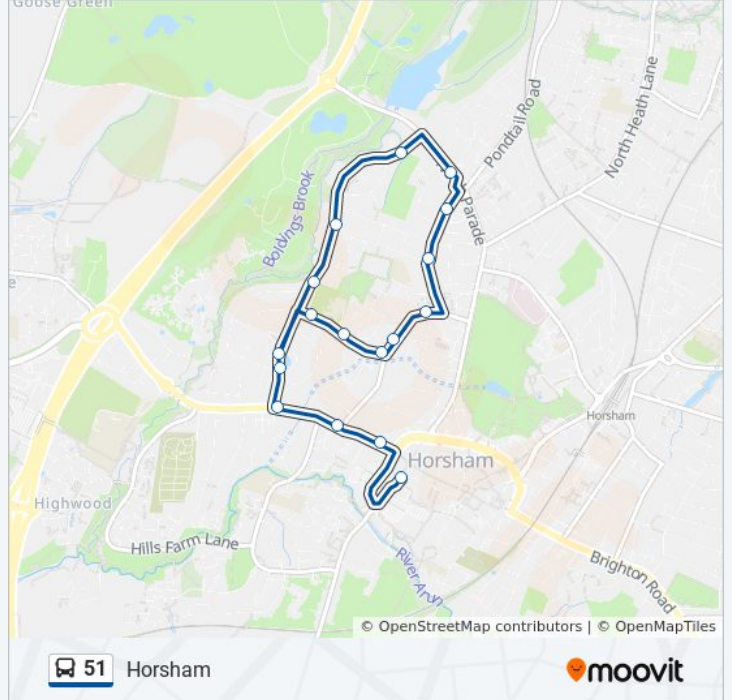 Goose Green
Pondtail Road
North Heath Lane
Boldings Brook
Parade
e
Horsham
Horsham
Highwood
Hills Farm Lane
River Arun
Brighton Road
© OpenStreetMap contributors | © OpenMapTiles
51 Horsham
moovit